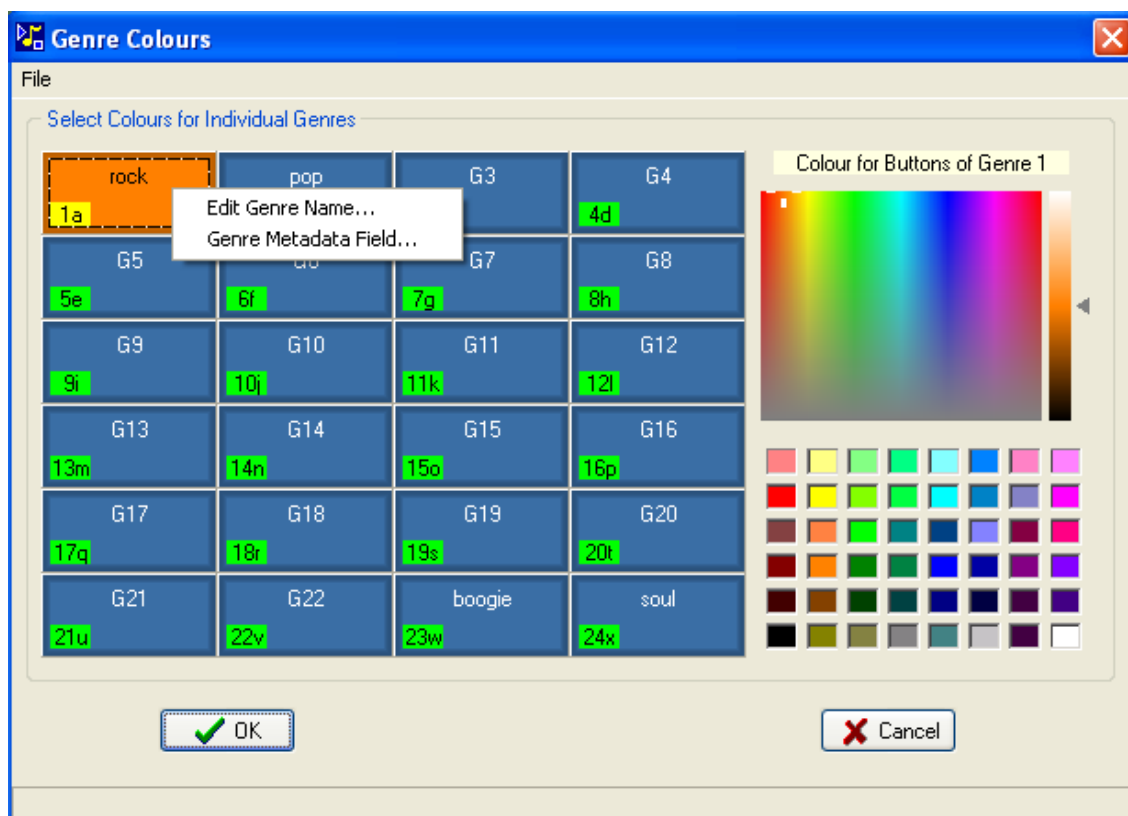 Genre Colours
File
Select Colours for Individual Genres
rock
pop
G3
G4
1a
4d
Edit Genre Name...
Genre Metadata Field...
G5
G7
G8
5e
6f
7g
8h
G9
G10
G11
G12
9i
10j
11k
12l
G13
G14
G15
G16
13m
14n
15o
16p
G17
G18
G19
G20
17q
18r
19s
20t
G21
G22
boogie
soul
21u
22v
23w
24x
Colour for Buttons of Genre 1
OK
Cancel